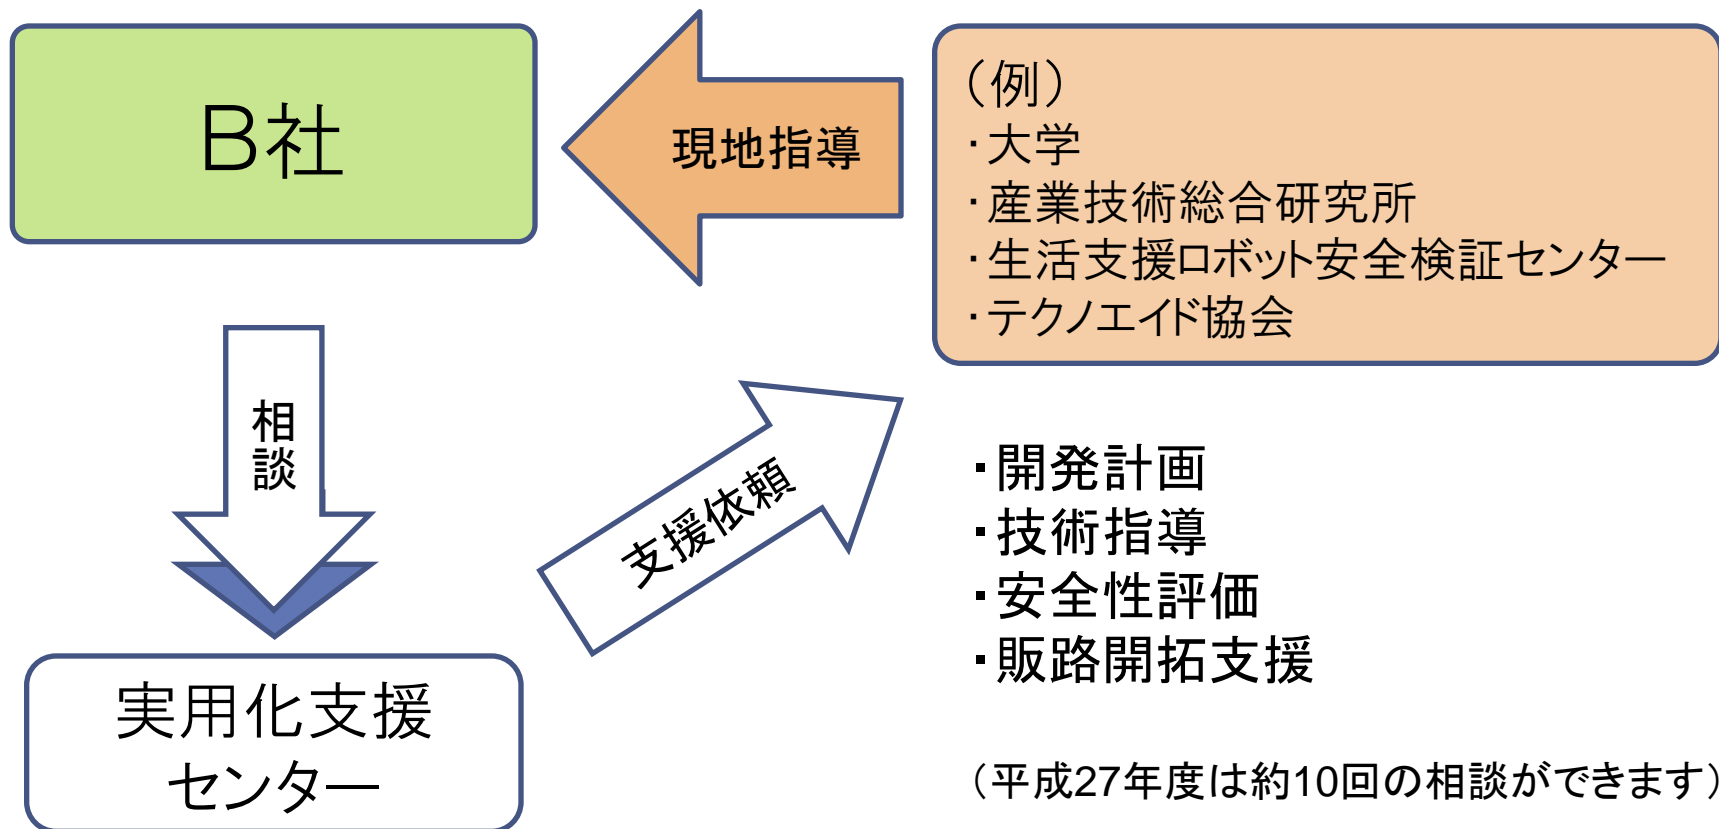 B社
現地指導
（例）
・大学
・産業技術総合研究所
・生活支援ロボット安全検証センター
・テクノエイド協会
相談
支援依頼
・開発計画
・技術指導
・安全性評価
・販路開拓支援
実用化支援
センター
（平成27年度は約10回の相談ができます）